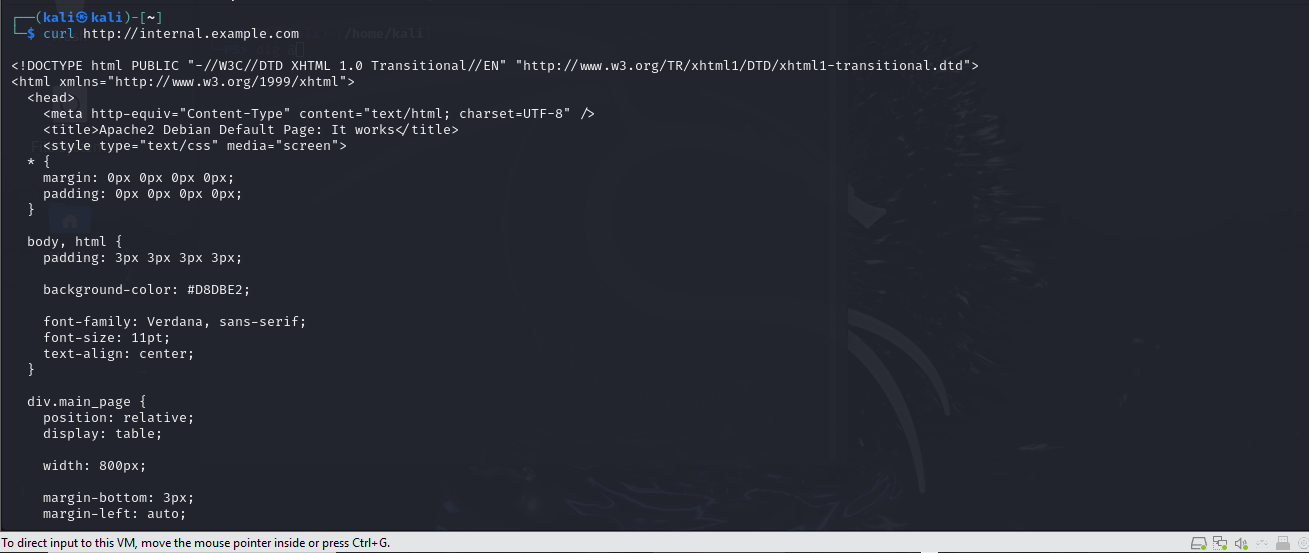 ┌──(kali㉿kali)-[~]
└─$ curl http://internal.example.com
<!DOCTYPE html PUBLIC "-//W3C//DTD XHTML 1.0 Transitional//EN" "http://www.w3.org/TR/xhtml1/DTD/xhtml1-transitional.dtd">
<html xmlns="http://www.w3.org/1999/xhtml">
  <head>
    <meta http-equiv="Content-Type" content="text/html; charset=UTF-8" />
    <title>Apache2 Debian Default Page: It works</title>
    <style type="text/css" media="screen">
  * {
    margin: 0px 0px 0px 0px;
    padding: 0px 0px 0px 0px;
  }
  body, html {
    padding: 3px 3px 3px 3px;
    background-color: #D8DBE2;
    font-family: Verdana, sans-serif;
    font-size: 11pt;
    text-align: center;
  }
  div.main_page {
    position: relative;
    display: table;
    width: 800px;
    margin-bottom: 3px;
    margin-left: auto;
To direct input to this VM, move the mouse pointer inside or press Ctrl+G.